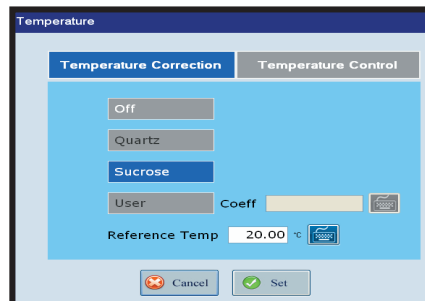 Temperature
Temperature Correction Temperature Control
Off
Quartz
Sucrose
User Coeff
Reference Temp 20.00 °C
Cancel Set